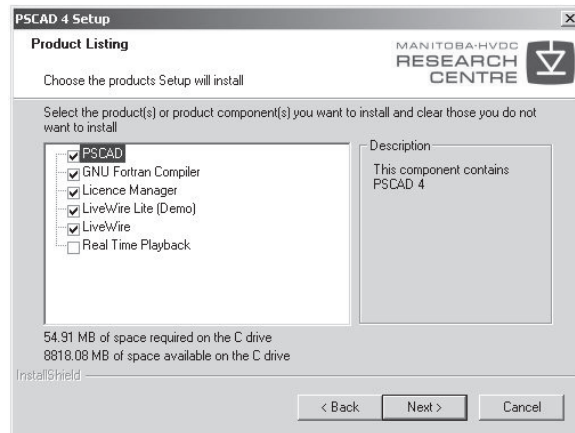 PSCAD 4 Setup
Product Listing
Choose the products Setup will install
MANITOBA-HVDC
RESEARCH
CENTRE
Select the product(s) or product component(s) you want to install and clear those you do not
want to install
PSCAD
GNU Fortran Compiler
Licence Manager
LiveWire Lite (Demo)
LiveWire
Real Time Playback
Description
This component contains
PSCAD 4
54.91 MB of space required on the C drive
8818.08 MB of space available on the C drive
InstallShield
< Back
Next >
Cancel